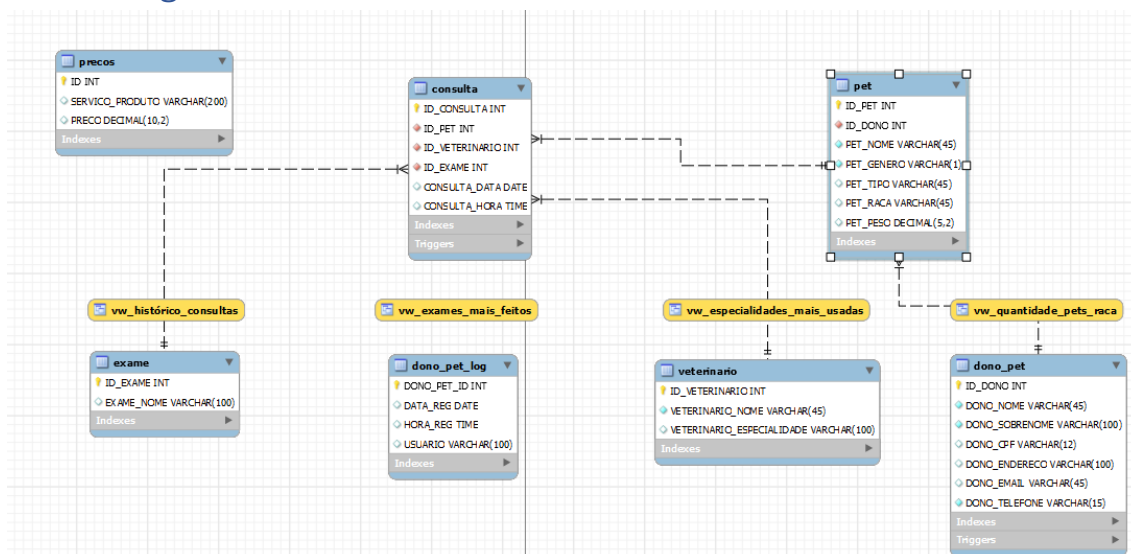 precos
ID INT
SERVICO_PRODUTO VARCHAR(200)
PRECO DECIMAL(10,2)
Indexes
consulta
ID_CONSULTA INT
ID_PET INT
ID_VETERINARIO INT
ID_EXAME INT
CONSULTA_DATA DATE
CONSULTA_HORA TIME
Indexes
Triggers
pet
ID_PET INT
ID_DONO INT
PET_NOME VARCHAR(45)
PET_GENERO VARCHAR(1)
PET_TIPO VARCHAR(45)
PET_RACA VARCHAR(45)
PET_PESO DECIMAL(5,2)
Indexes
vw_histórico_consultas
vw_exames_mais_feitos
vw_especialidades_mais_usadas
vw_quantidade_pets_raca
exame
ID_EXAME INT
EXAME_NOME VARCHAR(100)
Indexes
dono_pet_log
DONO_PET_ID INT
DATA_REG DATE
HORA_REG TIME
USUARIO VARCHAR(100)
Indexes
veterinario
ID_VETERINARIO INT
VETERINARIO_NOME VARCHAR(45)
VETERINARIO_ESPECIALIDADE VARCHAR(100)
Indexes
dono_pet
ID_DONO INT
DONO_NOME VARCHAR(45)
DONO_SOBRENOME VARCHAR(100)
DONO_CPF VARCHAR(12)
DONO_ENDERECO VARCHAR(100)
DONO_EMAIL VARCHAR(45)
DONO_TELEFONE VARCHAR(15)
Indexes
Triggers